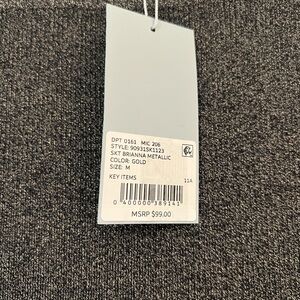 DPT 0161 MIC 206
STYLE: 90931SK1123
SKT BRIANNA METALLIC
COLOR: GOLD
SIZE: M
KEY ITEMS 11A
0 400000 389141
MSRP $99.00